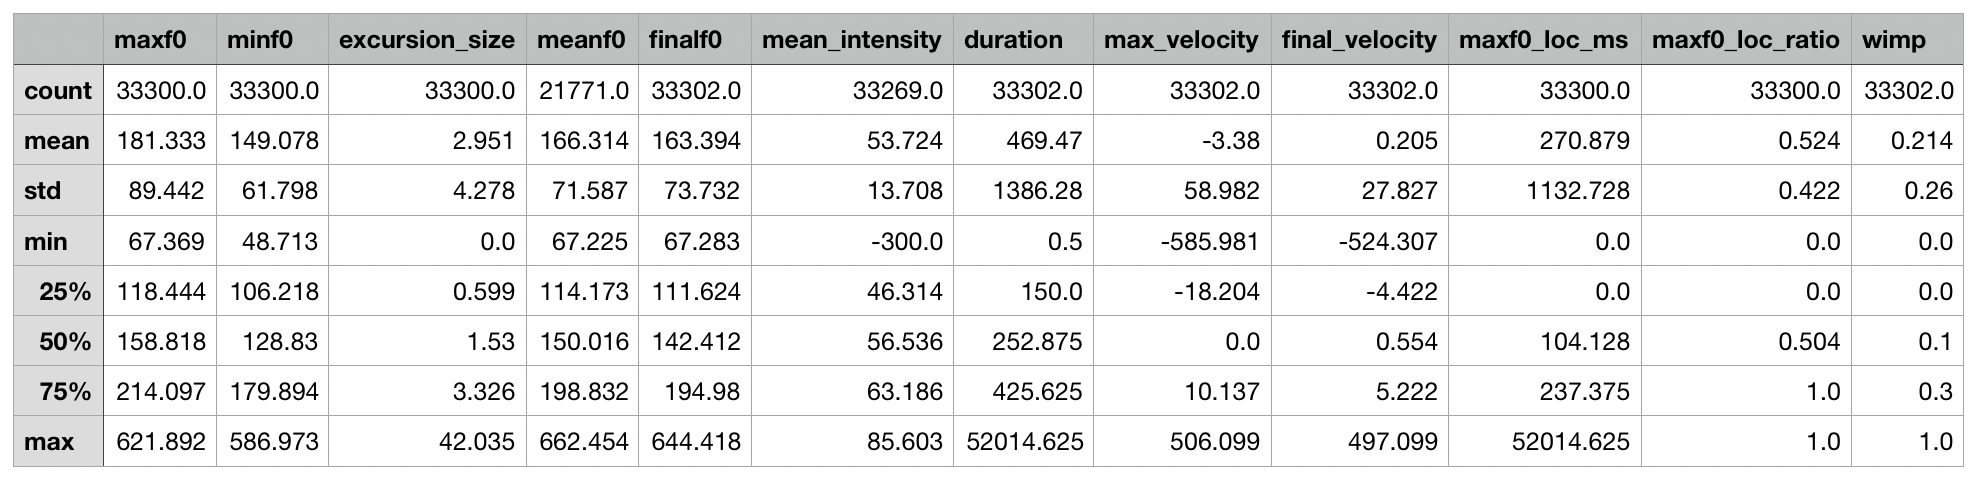 maxf0 minf0 excursion_size meanf0 finalf0 mean_intensity duration max_velocity final_velocity maxf0_loc_ms maxf0_loc_ratio wimp
count 33300.0 33300.0 33300.0 21771.0 33302.0 33269.0 33302.0 33302.0 33302.0 33300.0 33300.0 33302.0
mean 181.333 149.078 2.951 166.314 163.394 53.724 469.47 -3.38 0.205 270.879 0.524 0.214
std 89.442 61.798 4.278 71.587 73.732 13.708 1386.28 58.982 27.827 1132.728 0.422 0.26
min 67.369 48.713 0.0 67.225 67.283 -300.0 0.5 -585.981 -524.307 0.0 0.0 0.0
25% 118.444 106.218 0.599 114.173 111.624 46.314 150.0 -18.204 -4.422 0.0 0.0 0.0
50% 158.818 128.83 1.53 150.016 142.412 56.536 252.875 0.0 0.554 104.128 0.504 0.1
75% 214.097 179.894 3.326 198.832 194.98 63.186 425.625 10.137 5.222 237.375 1.0 0.3
max 621.892 586.973 42.035 662.454 644.418 85.603 52014.625 506.099 497.099 52014.625 1.0 1.0